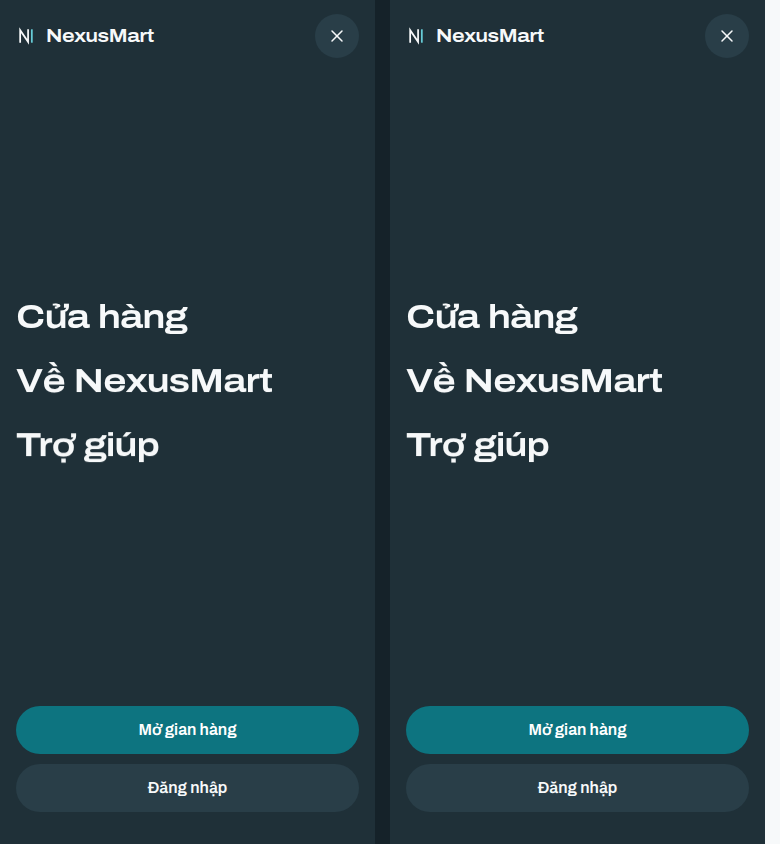 NexusMart
Cửa hàng
Về NexusMart
Trợ giúp
Mở gian hàng
Đăng nhập
NexusMart
Cửa hàng
Về NexusMart
Trợ giúp
Mở gian hàng
Đăng nhập